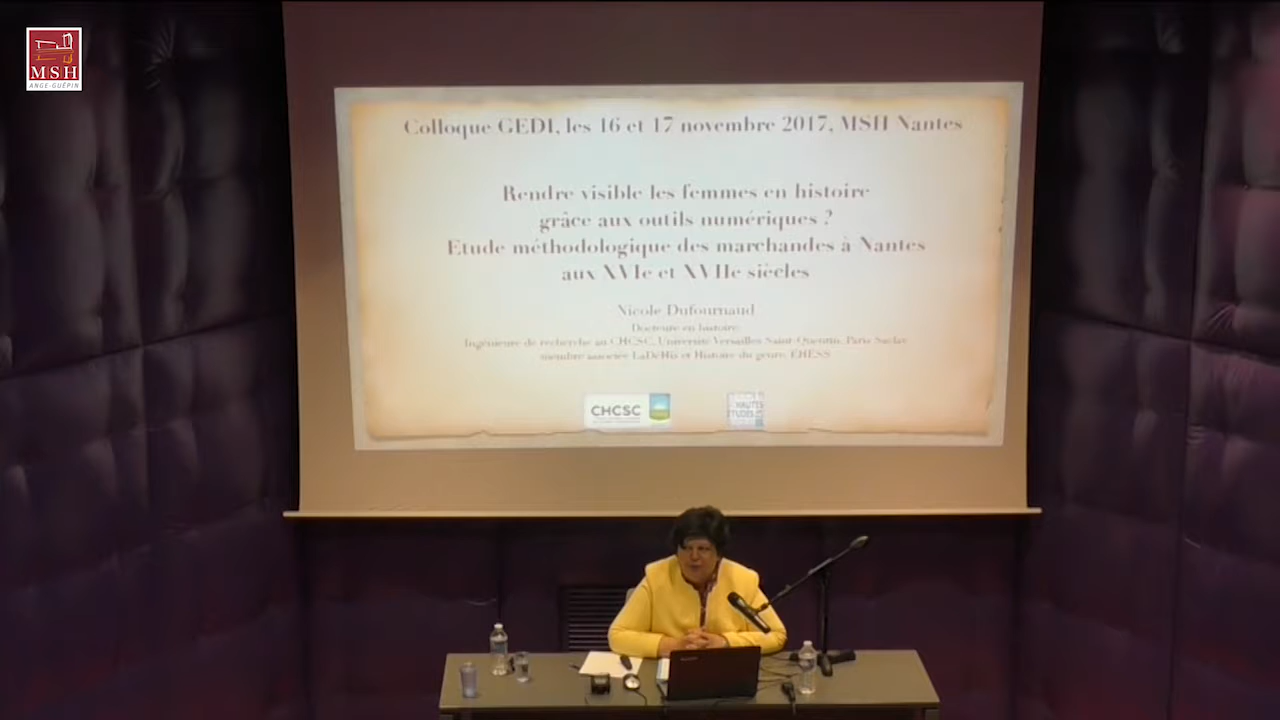 MSH
ANGE-GUÉPIN
Colloque GEDI, les 16 et 17 novembre 2017, MSH Nantes
Rendre visible les femmes en histoire
grâce aux outils numériques ?
Etude méthodologique des marchandes à Nantes
aux XVIe et XVIIe siècles
Nicole Dufournaud
Docteure en histoire
Ingénieure de recherche au CHCSC, Université Versailles Saint-Quentin, Paris Saclay
membre associée LaDéHis et Histoire du genre, EHESS
CHCSC
HAUTES
ETUDES